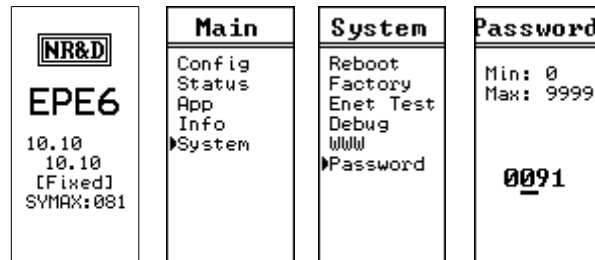 NR&D
EPE6
10.10
10.10
[Fixed]
SYMAX:081
Main
Config
Status
App
Info
System
System
Reboot
Factory
Enet Test
Debug
WWW
Password
Password
Min: 0
Max: 9999
0091